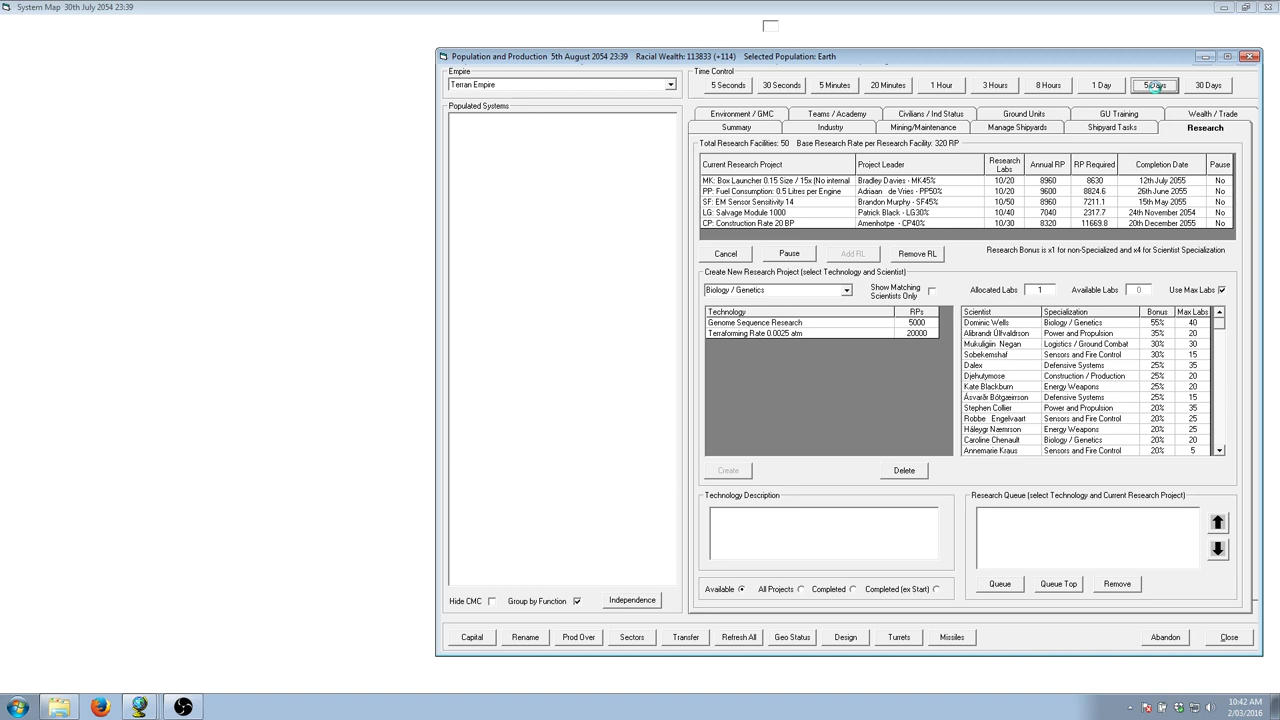 System Map 30th July 2054 23:39
Population and Production 5th August 2054 23:39 Racial Wealth: 113833 (+114) Selected Population: Earth
Empire
Terran Empire
Populated Systems
Time Control
5 Seconds 30 Seconds 5 Minutes 20 Minutes 1 Hour 3 Hours 8 Hours 1 Day 5 Days 30 Days
Environment / GMC Teams / Academy Civilians / Ind Status Ground Units GU Training Wealth / Trade
Summary Industry Mining/Maintenance Manage Shipyards Shipyard Tasks Research
Total Research Facilities: 50 Base Research Rate per Research Facility: 320 RP
Current Research Project Project Leader Research Labs Annual RP RP Required Completion Date Pause
MK: Box Launcher 0.15 Size / 15x (No internal Bradley Davies - MK45% 10/20 8960 8630 12th July 2055 No
PP: Fuel Consumption: 0.5 Litres per Engine Adriaan de Vries - PP50% 10/20 9600 8824.6 26th June 2055 No
SF: EM Sensor Sensitivity 14 Brandon Murphy - SF45% 10/50 8960 7211.1 15th May 2055 No
LG: Salvage Module 1000 Patrick Black - LG30% 10/40 7040 2317.7 24th November 2054 No
CP: Construction Rate 20 BP Amenhotpe - CP40% 10/30 8320 11669.8 20th December 2055 No
Cancel Pause Add RL Remove RL Research Bonus is x1 for non-Specialized and x4 for Scientist Specialization
Create New Research Project (select Technology and Scientist)
Biology / Genetics Show Matching Scientists Only Allocated Labs 1 Available Labs 0 Use Max Labs
Technology RPs
Genome Sequence Research 5000
Terraforming Rate 0.0025 atm 20000
Scientist Specialization Bonus Max Labs
Dominic Wells Biology / Genetics 55% 40
Alibrandr Úlfvaldrson Power and Propulsion 35% 20
Mukuligiin Negan Logistics / Ground Combat 30% 30
Sobekemshaf Sensors and Fire Control 30% 15
Dalex Defensive Systems 25% 35
Djehutymose Construction / Production 25% 20
Kate Blackburn Energy Weapons 25% 20
Ásvarðr Bótgæirrson Defensive Systems 25% 15
Stephen Collier Power and Propulsion 20% 35
Robbe Engelvaart Sensors and Fire Control 20% 25
Háleygr Næmrson Energy Weapons 20% 25
Caroline Chenault Biology / Genetics 20% 20
Annemarie Kraus Sensors and Fire Control 20% 5
Create Delete
Technology Description
Research Queue (select Technology and Current Research Project)
Available All Projects Completed Completed (ex Start)
Queue Queue Top Remove
Hide CMC Group by Function Independence
Capital Rename Prod Over Sectors Transfer Refresh All Geo Status Design Turrets Missiles Abandon Close
10:42 AM
2/03/2016